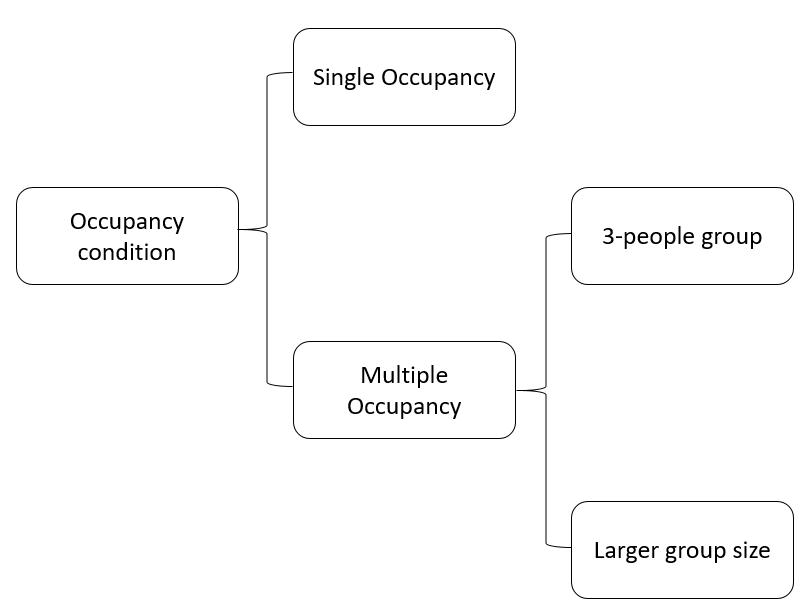 Single Occupancy
Occupancy
condition
3-people group
Multiple
Occupancy
Larger group size